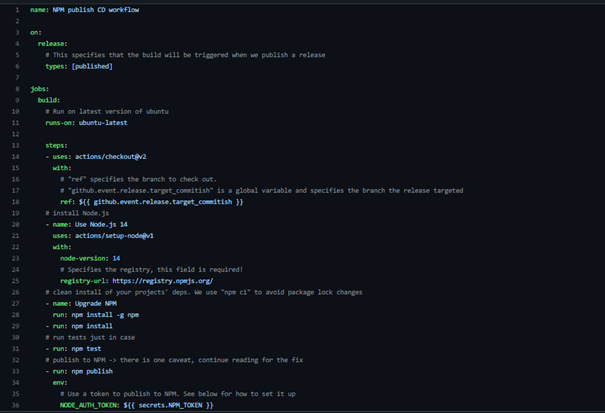 1 name: NPM publish CD workflow
2
3 on:
4 release:
5 # This specifies that the build will be triggered when we publish a release
6 types: [published]
7
8 jobs:
9 build:
10 # Run on latest version of ubuntu
11 runs-on: ubuntu-latest
12
13 steps:
14 - uses: actions/checkout@v2
15 with:
16 # "ref" specifies the branch to check out.
17 # "github.event.release.target_commitish" is a global variable and specifies the branch the release targeted
18 ref: ${{ github.event.release.target_commitish }}
19 # install Node.js
20 - name: Use Node.js 14
21 uses: actions/setup-node@v1
22 with:
23 node-version: 14
24 # Specifies the registry, this field is required!
25 registry-url: https://registry.npmjs.org/
26 # clean install of your projects' deps. We use "npm ci" to avoid package lock changes
27 - name: Upgrade NPM
28 run: npm install -g npm
29 - run: npm install
30 # run tests just in case
31 - run: npm test
32 # publish to NPM -> there is one caveat, continue reading for the fix
33 - run: npm publish
34 env:
35 # Use a token to publish to NPM. See below for how to set it up
36 NODE_AUTH_TOKEN: ${{ secrets.NPM_TOKEN }}